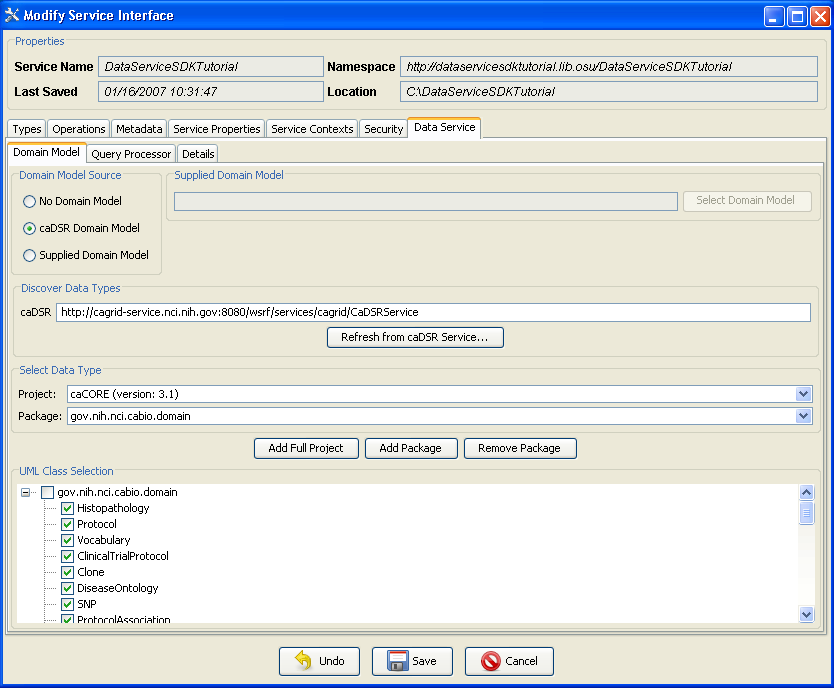 Modify Service Interface
Properties
Service Name DataServiceSDKTutorial Namespace http://dataservicesdktutorial.lib.osu/DataServiceSDKTutorial
Last Saved 01/16/2007 10:31:47 Location C:\DataServiceSDKTutorial
Types Operations Metadata Service Properties Service Contexts Security Data Service
Domain Model Query Processor Details
Domain Model Source Supplied Domain Model
No Domain Model Select Domain Model
caDSR Domain Model
Supplied Domain Model
Discover Data Types
caDSR http://cagrid-service.nci.nih.gov:8080/wsrf/services/cagrid/CaDSRService
Refresh from caDSR Service...
Select Data Type
Project: caCORE (version: 3.1)
Package: gov.nih.nci.cabio.domain
Add Full Project Add Package Remove Package
UML Class Selection
gov.nih.nci.cabio.domain
Histopathology
Protocol
Vocabulary
ClinicalTrialProtocol
Clone
DiseaseOntology
SNP
ProtocolAssociation
Undo Save Cancel